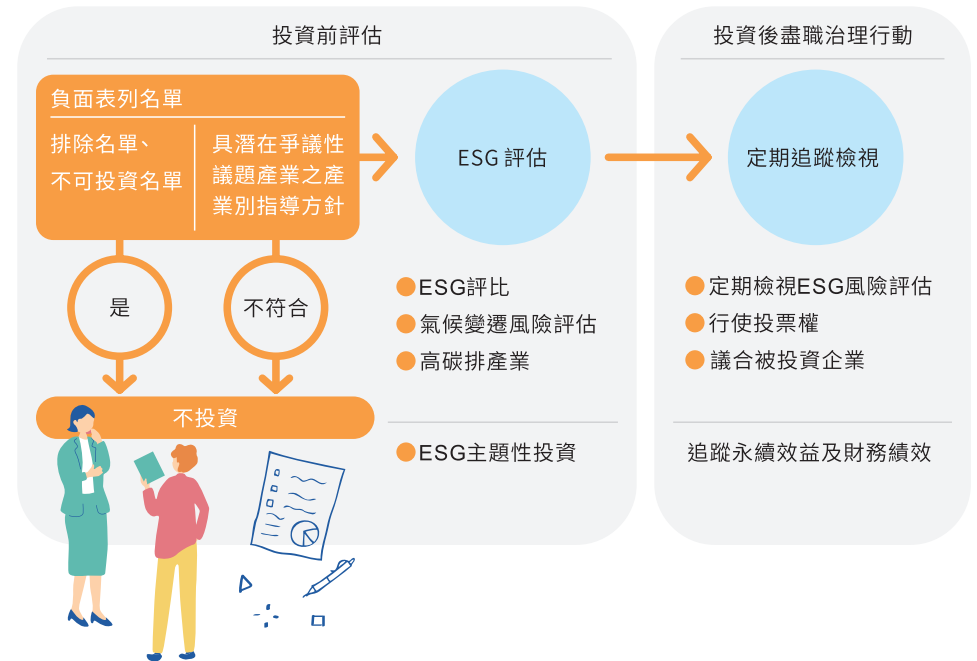 投資前評估
負面表列名單
排除名單、
不可投資名單
具潛在爭議性
議題產業之產
業別指導方針
是
不符合
不投資
ESG 評估
ESG評比
氣候變遷風險評估
高碳排產業
ESG主題性投資
投資後盡職治理行動
定期追蹤檢視
定期檢視ESG風險評估
行使投票權
議合被投資企業
追蹤永續效益及財務績效